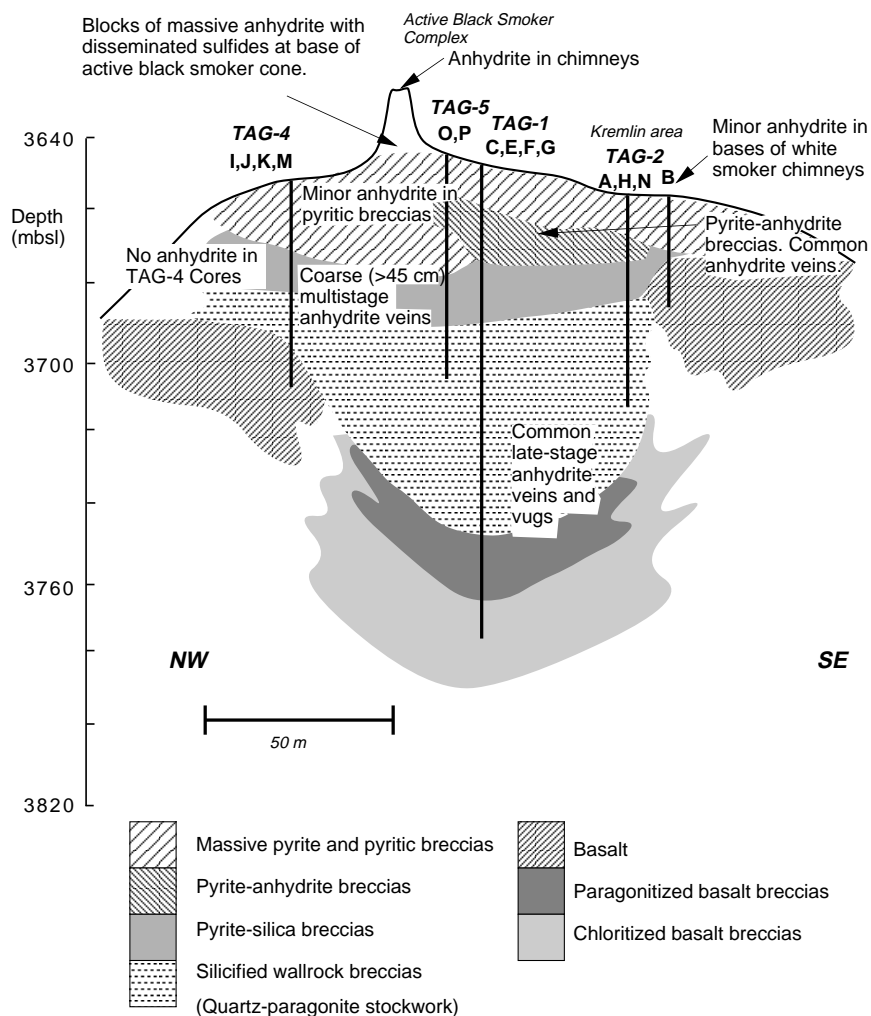 Active Black Smoker
Complex
Blocks of massive anhydrite with
disseminated sulfides at base of
active black smoker cone.
Anhydrite in chimneys
3640
TAG-4
I,J,K,M
TAG-5
O,P
TAG-1
C,E,F,G
Kremlin area
TAG-2
A,H,N
B
Minor anhydrite in
bases of white
smoker chimneys
Depth
(mbsl)
Minor anhydrite in
pyritic breccias
Pyrite-anhydrite
breccias. Common
anhydrite veins.
No anhydrite in
TAG-4 Cores
Coarse (>45 cm)
multistage
anhydrite veins
3700
Common
late-stage
anhydrite
veins and
vugs
3760
NW
SE
50 m
3820
Massive pyrite and pyritic breccias
Pyrite-anhydrite breccias
Pyrite-silica breccias
Silicified wallrock breccias
(Quartz-paragonite stockwork)
Basalt
Paragonitized basalt breccias
Chloritized basalt breccias